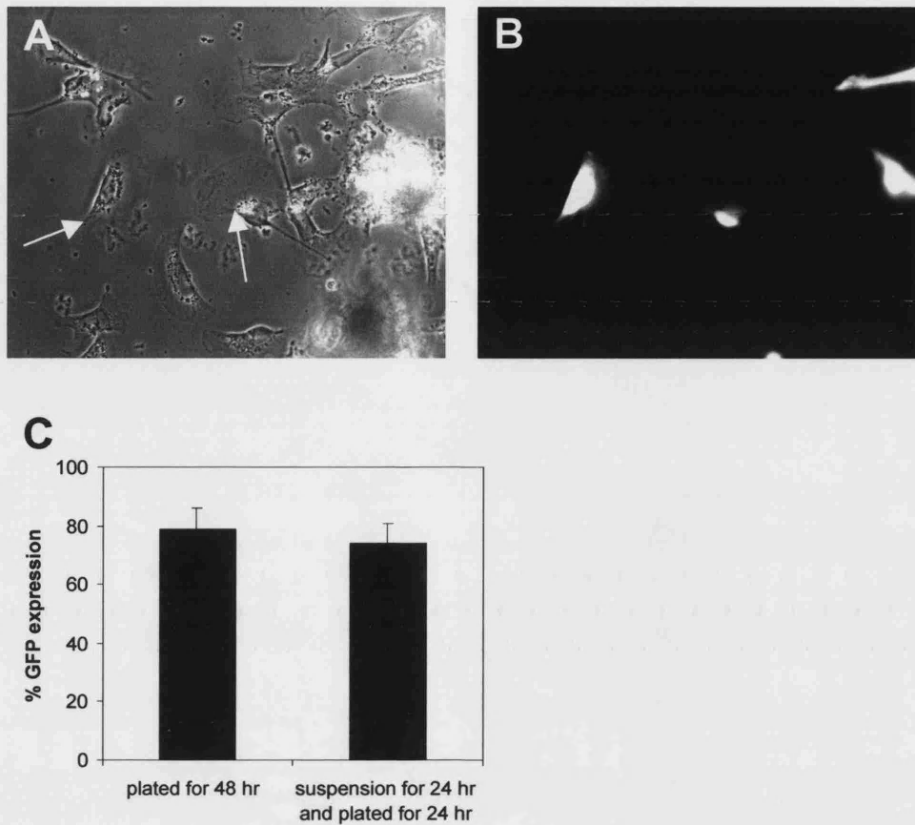 A
B
C
% GFP expression
100
80
60
40
20
0
plated for 48 hr
suspension for 24 hr
and plated for 24 hr